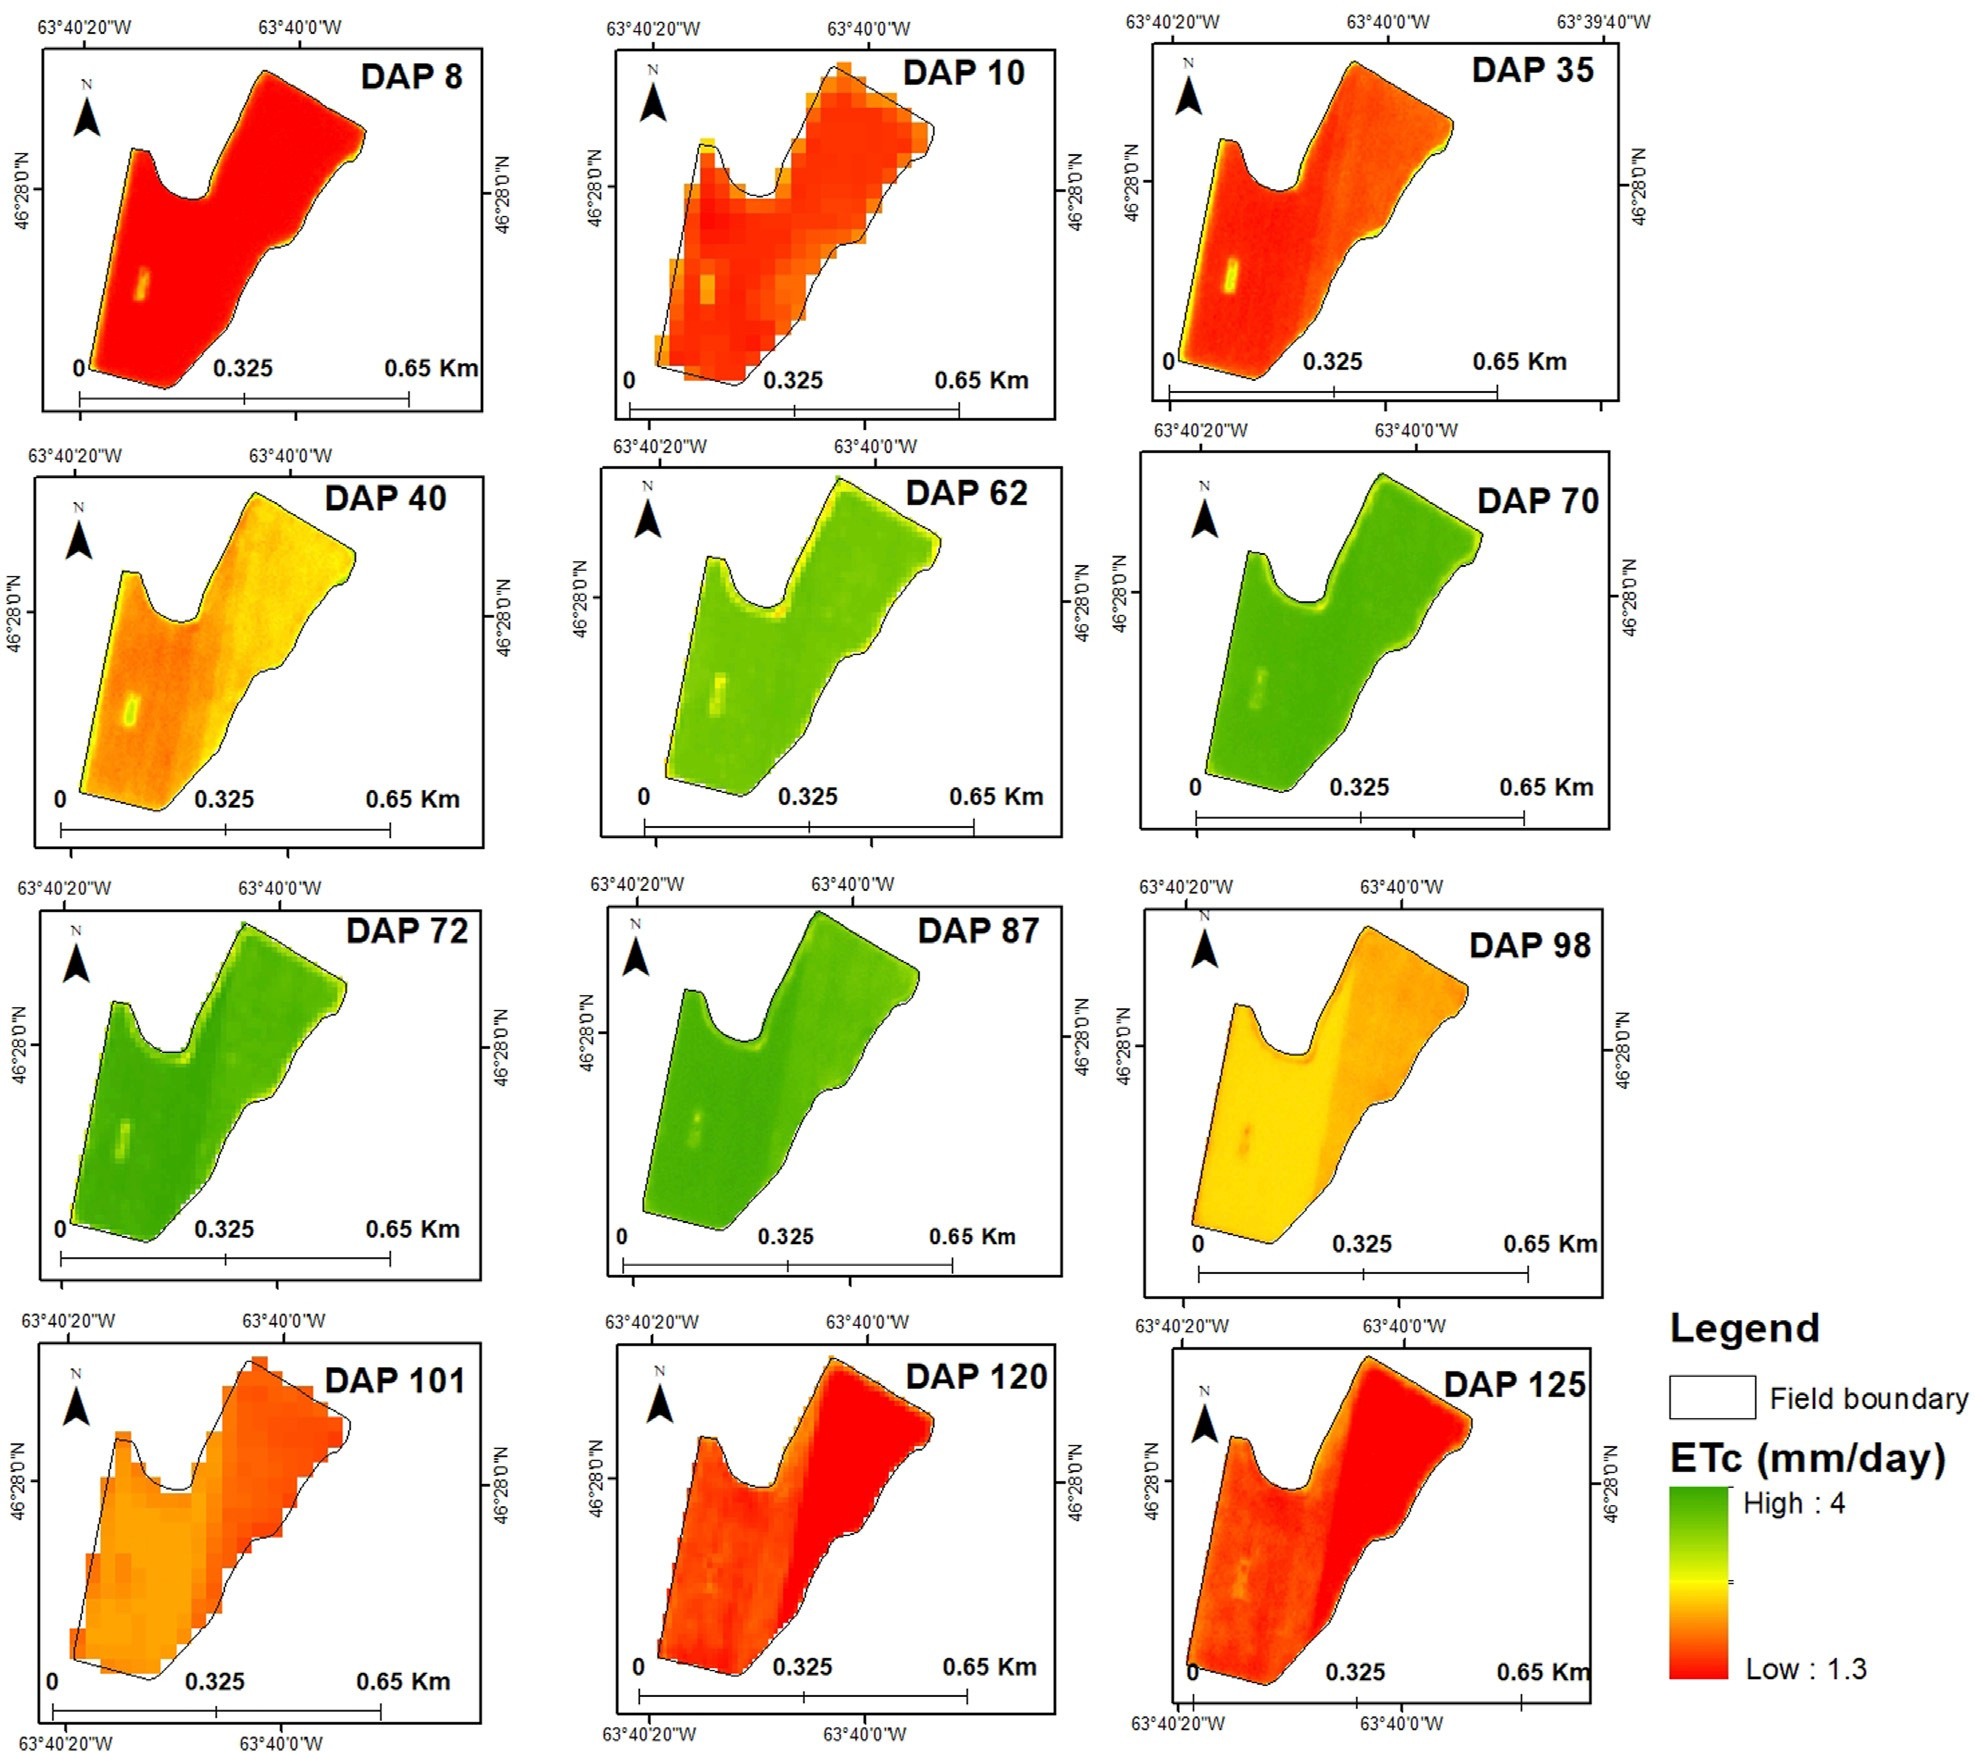 63°40'20"W 63°40'0"W
N
DAP 8
46°28'0"N
46°28'0"N
0 0.325 0.65 Km
63°40'20"W 63°40'0"W
N
DAP 10
46°28'0"N
46°28'0"N
0 0.325 0.65 Km
63°40'20"W 63°40'0"W 63°39'40"W
N
DAP 35
46°28'0"N
46°28'0"N
0 0.325 0.65 Km
63°40'20"W 63°40'0"W
N
DAP 40
46°28'0"N
46°28'0"N
0 0.325 0.65 Km
63°40'20"W 63°40'0"W
N
DAP 62
46°28'0"N
46°28'0"N
0 0.325 0.65 Km
63°40'20"W 63°40'0"W
N
DAP 70
46°28'0"N
46°28'0"N
0 0.325 0.65 Km
63°40'20"W 63°40'0"W
N
DAP 72
46°28'0"N
46°28'0"N
0 0.325 0.65 Km
63°40'20"W 63°40'0"W
N
DAP 87
46°28'0"N
46°28'0"N
0 0.325 0.65 Km
63°40'20"W 63°40'0"W
N
DAP 98
46°28'0"N
46°28'0"N
0 0.325 0.65 Km
63°40'20"W 63°40'0"W
N
DAP 101
46°28'0"N
46°28'0"N
0 0.325 0.65 Km
63°40'20"W 63°40'0"W
63°40'20"W 63°40'0"W
N
DAP 120
46°28'0"N
46°28'0"N
0 0.325 0.65 Km
63°40'20"W 63°40'0"W
63°40'20"W 63°40'0"W
N
DAP 125
46°28'0"N
46°28'0"N
0 0.325 0.65 Km
63°40'20"W 63°40'0"W
Legend
Field boundary
ETc (mm/day)
High : 4
Low : 1.3